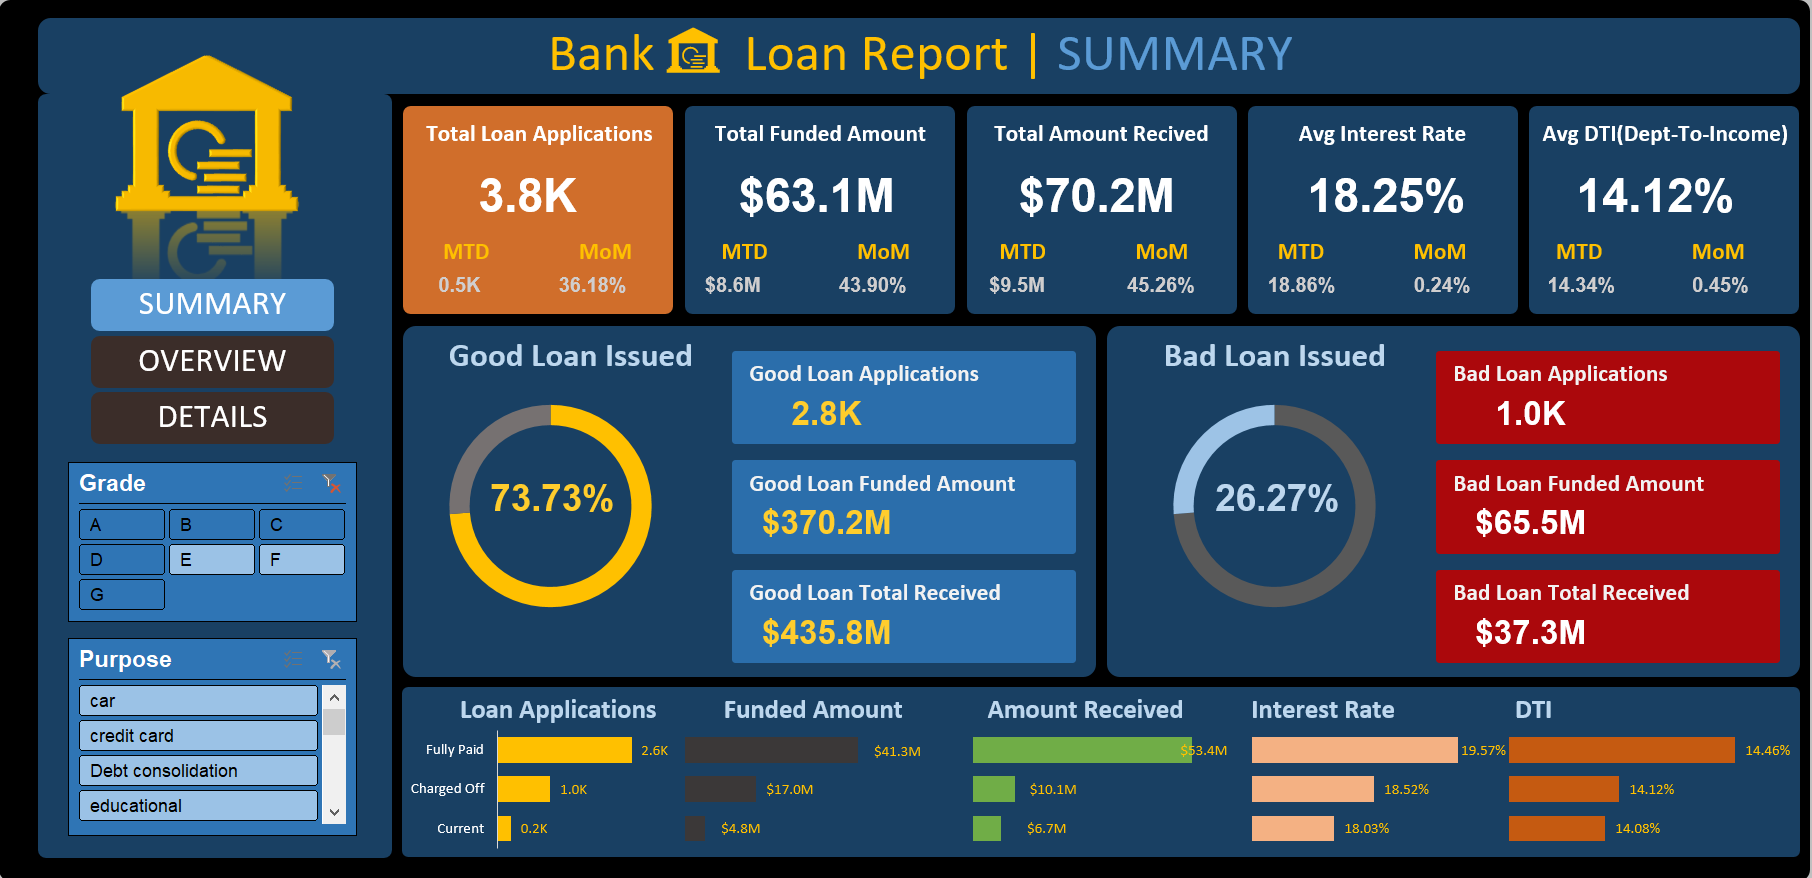 Bank Loan Report | SUMMARY
SUMMARY
OVERVIEW
DETAILS
Grade
A B C
D E F
G
Purpose
car
credit card
Debt consolidation
educational
Total Loan Applications
3.8K
MTD MoM
0.5K 36.18%
Total Funded Amount
$63.1M
MTD MoM
$8.6M 43.90%
Total Amount Recived
$70.2M
MTD MoM
$9.5M 45.26%
Avg Interest Rate
18.25%
MTD MoM
18.86% 0.24%
Avg DTI(Dept-To-Income)
14.12%
MTD MoM
14.34% 0.45%
Good Loan Issued
73.73%
Good Loan Applications
2.8K
Good Loan Funded Amount
$370.2M
Good Loan Total Received
$435.8M
Bad Loan Issued
26.27%
Bad Loan Applications
1.0K
Bad Loan Funded Amount
$65.5M
Bad Loan Total Received
$37.3M
Loan Applications Funded Amount Amount Received Interest Rate DTI
Fully Paid 2.6K $41.3M $53.4M 19.57% 14.46%
Charged Off 1.0K $17.0M $10.1M 18.52% 14.12%
Current 0.2K $4.8M $6.7M 18.03% 14.08%